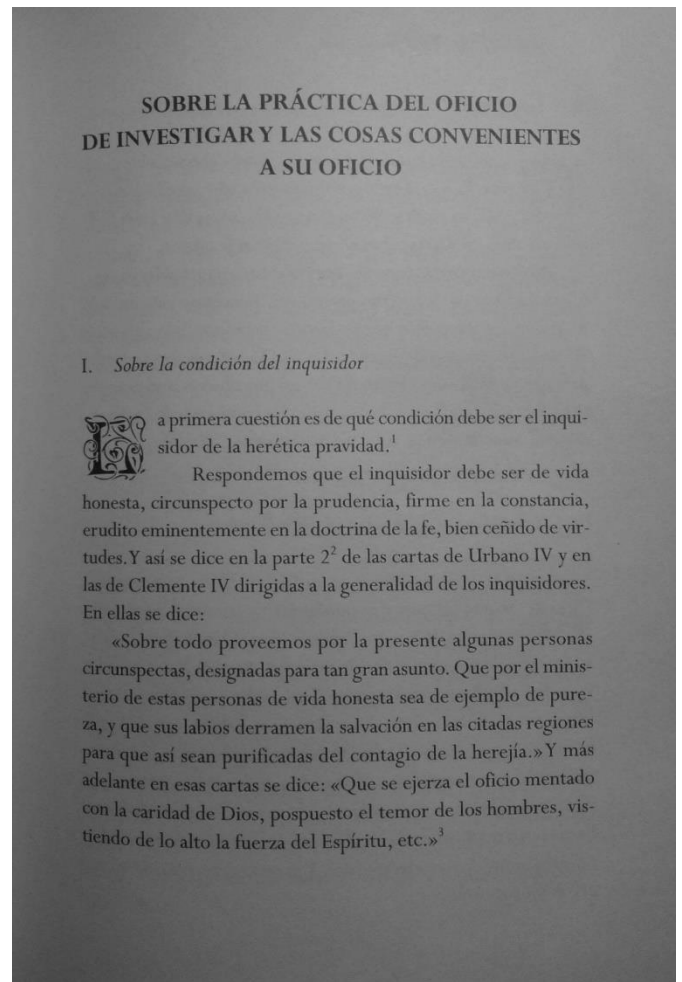 SOBRE LA PRÁCTICA DEL OFICIO
DE INVESTIGAR Y LAS COSAS CONVENIENTES
A SU OFICIO
I. Sobre la condición del inquisidor
La primera cuestión es de qué condición debe ser el inqui-
sidor de la herética pravidad.¹
Respondemos que el inquisidor debe ser de vida
honesta, circunspecto por la prudencia, firme en la constancia,
erudito eminentemente en la doctrina de la fe, bien ceñido de vir-
tudes. Y así se dice en la parte 2² de las cartas de Urbano IV y en
las de Clemente IV dirigidas a la generalidad de los inquisidores.
En ellas se dice:
«Sobre todo proveemos por la presente algunas personas
circunspectas, designadas para tan gran asunto. Que por el minis-
terio de estas personas de vida honesta sea de ejemplo de pure-
za, y que sus labios derramen la salvación en las citadas regiones
para que así sean purificadas del contagio de la herejía.» Y más
adelante en esas cartas se dice: «Que se ejerza el oficio mentado
con la caridad de Dios, pospuesto el temor de los hombres, vis-
tiendo de lo alto la fuerza del Espíritu, etc.»³